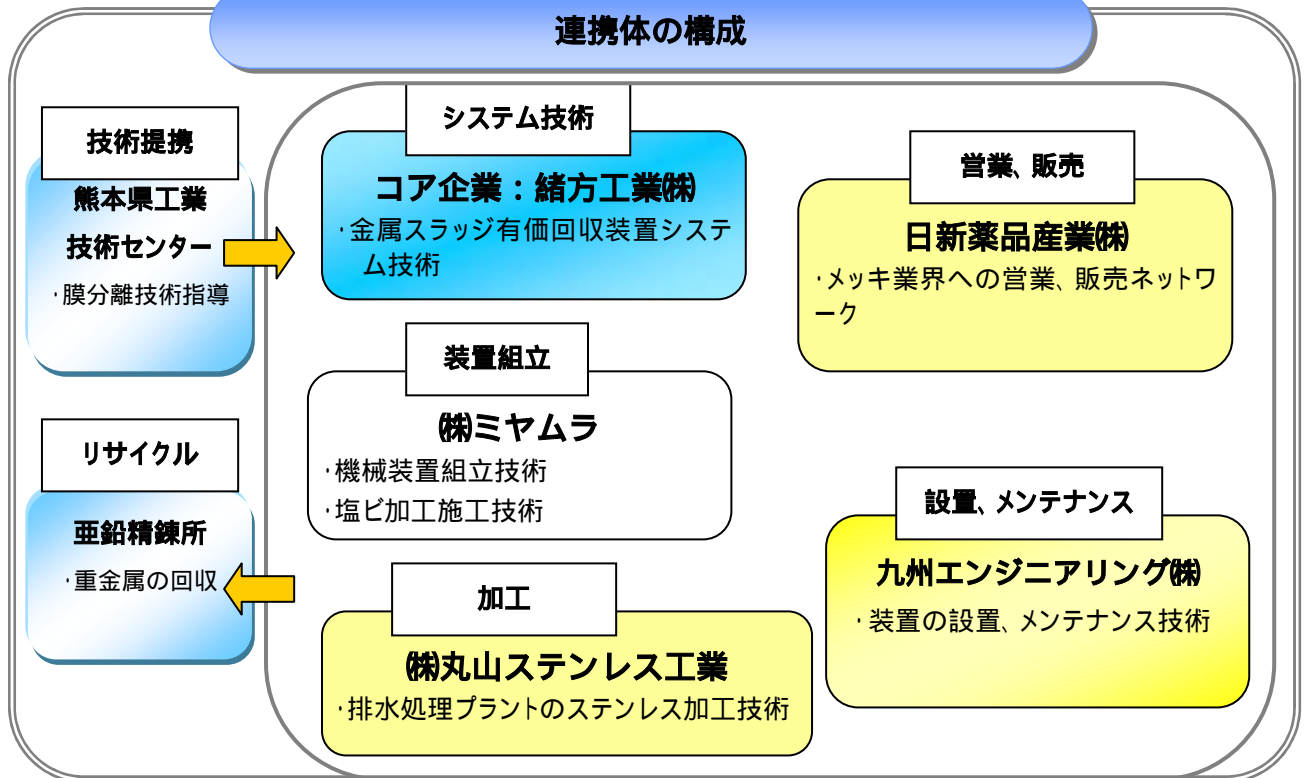 連携体の構成
技術提携
熊本県工業
技術センター
·膜分離技術指導
リサイクル
亜鉛精錬所
·重金属の回収
システム技術
コア企業：緒方工業㈱
·金属スラッジ有価回収装置システ
ム技術
装置組立
㈱ミヤムラ
·機械装置組立技術
·塩ビ加工施工技術
加工
㈱丸山ステンレス工業
·排水処理プラントのステンレス加工技術
営業、販売
日新薬品産業㈱
·メッキ業界への営業、販売ネットワ
ーク
設置、メンテナンス
九州エンジニアリング㈱
·装置の設置、メンテナンス技術